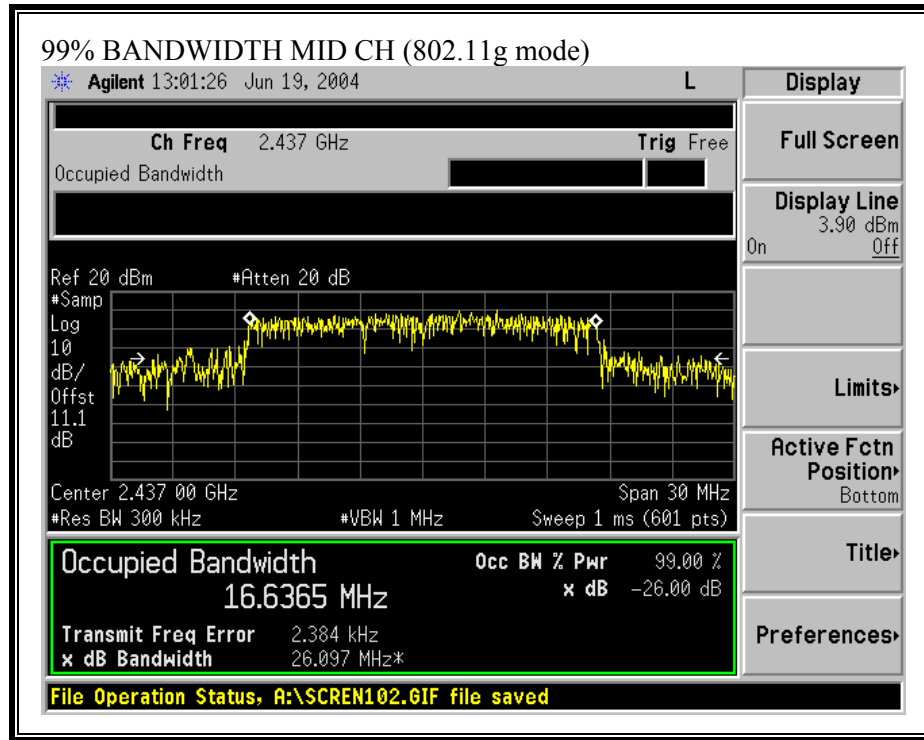 99% BANDWIDTH MID CH (802.11g mode)
Agilent 13:01:26 Jun 19, 2004 L
Display
Ch Freq 2.437 GHz Trig Free
Occupied Bandwidth
Full Screen
Display Line
3.90 dBm
On Off
Ref 20 dBm #Atten 20 dB
#Samp
Log
10
dB/
Offst
11.1
dB
Limits
Active Fctn
Position
Bottom
Center 2.437 00 GHz Span 30 MHz
#Res BW 300 kHz #VBW 1 MHz Sweep 1 ms (601 pts)
Occupied Bandwidth Occ BW % Pwr 99.00 %
16.6365 MHz x dB -26.00 dB
Transmit Freq Error 2.384 kHz
x dB Bandwidth 26.097 MHz*
Title
Preferences
File Operation Status, A:\SCREN102.GIF file saved